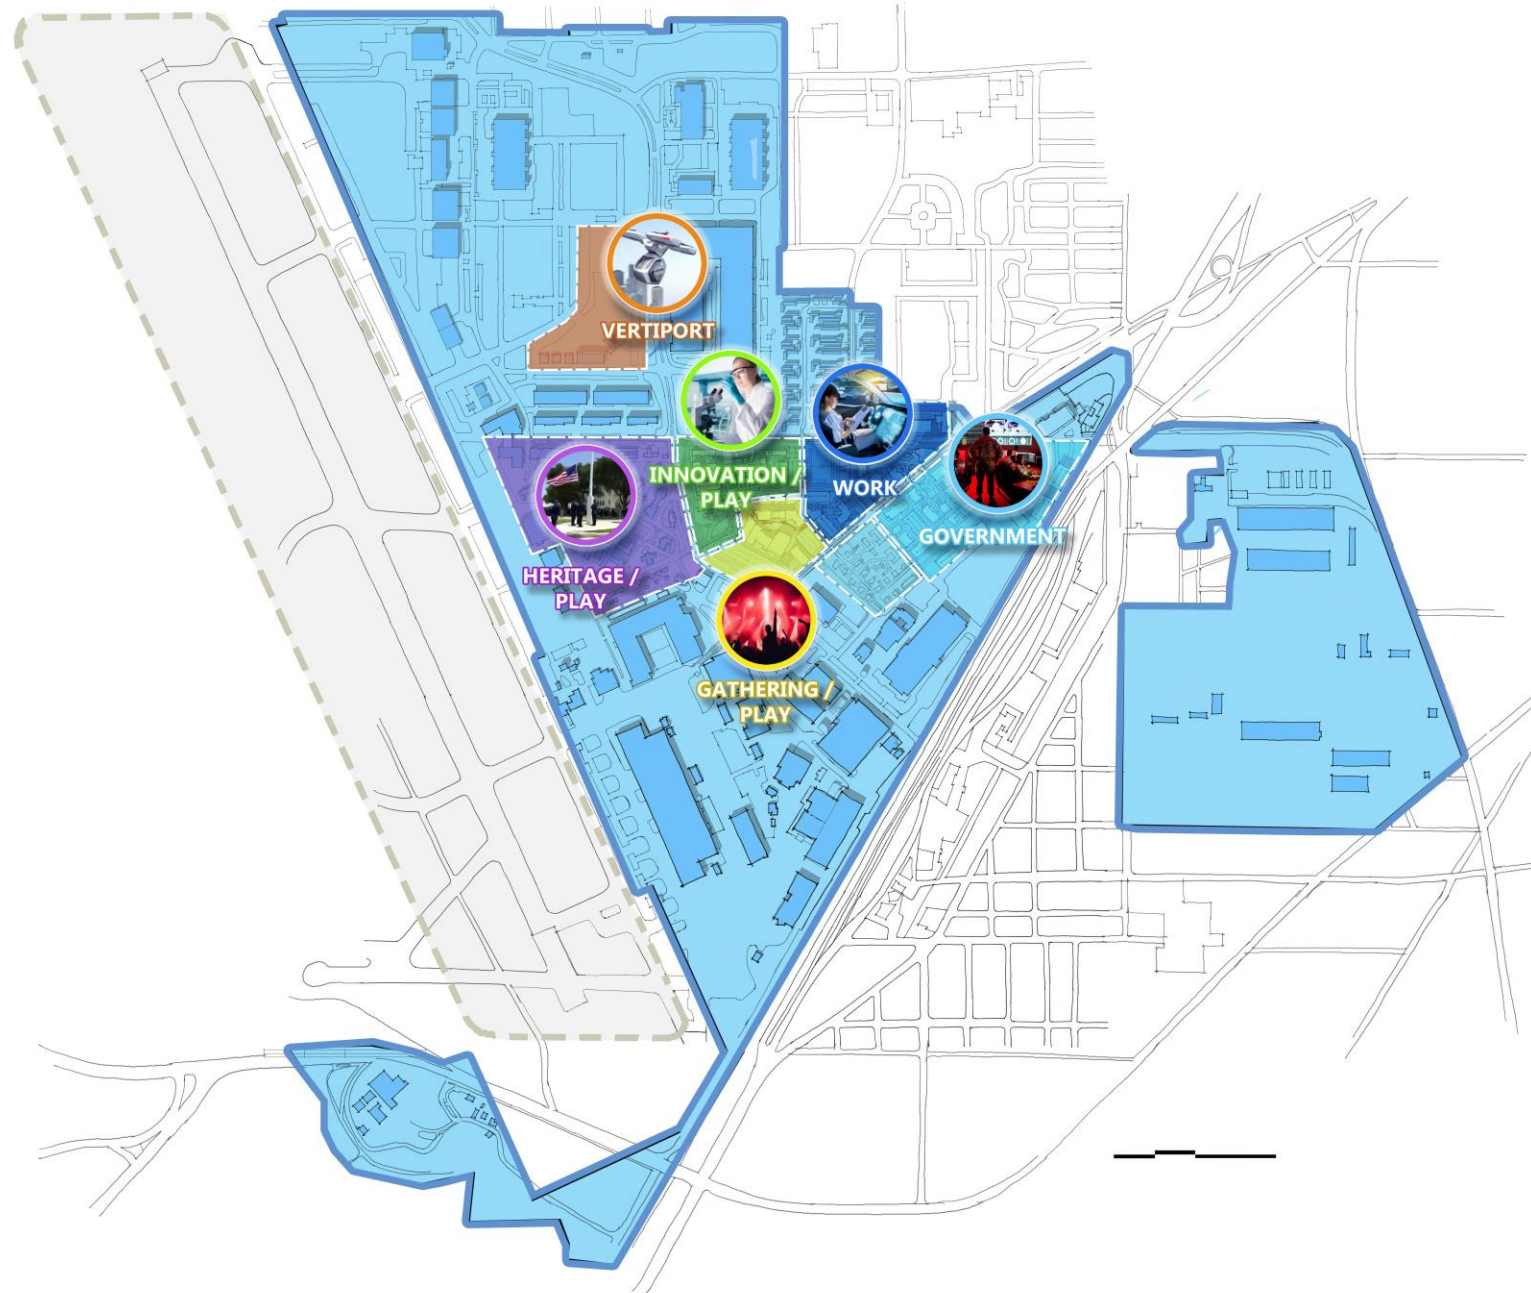 VERTIPORT
INNOVATION /
PLAY
WORK
GOVERNMENT
HERITAGE /
PLAY
GATHERING /
PLAY